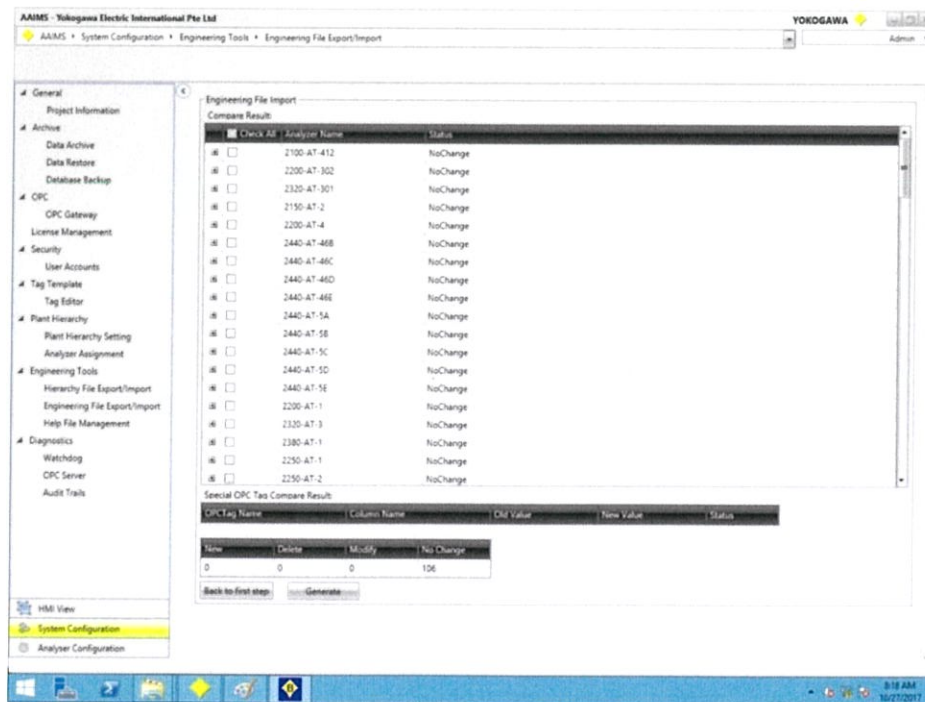 AAIMS - Yokogawa Electric International Pte Ltd
YOKOGAWA
AAIMS System Configuration Engineering Tools Engineering File Export/Import
Admin
General
Project Information
Archive
Data Archive
Data Restore
Database Backup
OPC
OPC Gateway
License Management
Security
User Accounts
Tag Template
Tag Editor
Plant Hierarchy
Plant Hierarchy Setting
Analyzer Assignment
Engineering Tools
Hierarchy File Export/Import
Engineering File Export/Import
Help File Management
Diagnostics
Watchdog
OPC Server
Audit Trails
HMI View
System Configuration
Analyser Configuration
Engineering File Import
Compare Result:
Check All Analyzer Name Status
2100-AT-412 NoChange
2200-AT-302 NoChange
2320-AT-301 NoChange
2150-AT-2 NoChange
2200-AT-4 NoChange
2440-AT-46B NoChange
2440-AT-46C NoChange
2440-AT-46D NoChange
2440-AT-46E NoChange
2440-AT-5A NoChange
2440-AT-5B NoChange
2440-AT-5C NoChange
2440-AT-5D NoChange
2440-AT-5E NoChange
2200-AT-1 NoChange
2320-AT-3 NoChange
2380-AT-1 NoChange
2250-AT-1 NoChange
2250-AT-2 NoChange
Special OPC Tag Compare Result:
OPCTag Name Column Name Old Value New Value Status
New Delete Modify No Change
0 0 0 106
Back to first step Generate
8:18 AM
10/27/2017